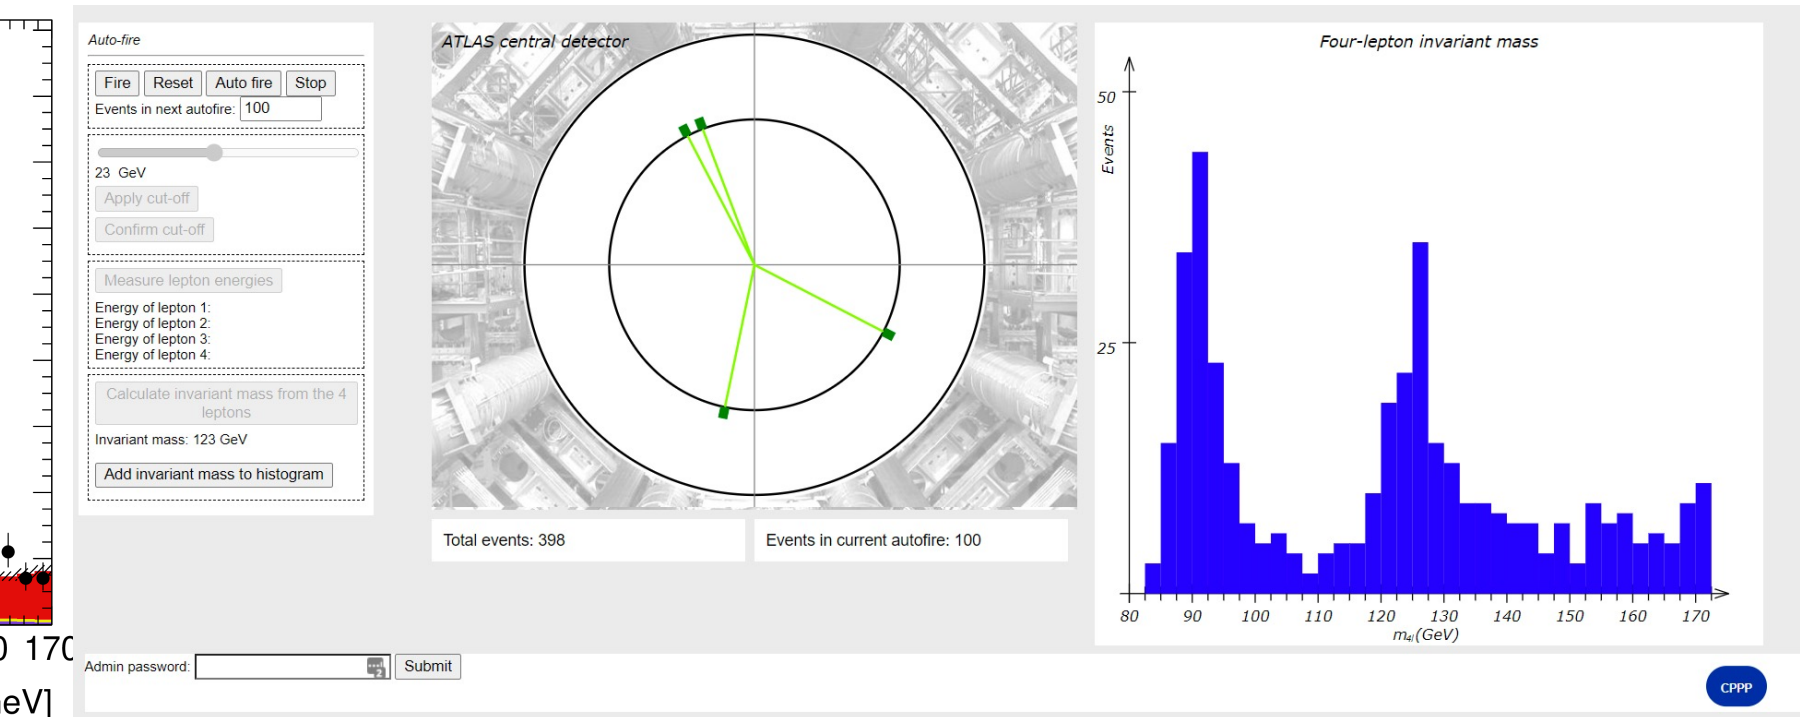 0 170
eV]
Auto-fire
Fire Reset Auto fire Stop
Events in next autofire: 100
23 GeV
Apply cut-off
Confirm cut-off
Measure lepton energies
Energy of lepton 1:
Energy of lepton 2:
Energy of lepton 3:
Energy of lepton 4:
Calculate invariant mass from the 4
leptons
Invariant mass: 123 GeV
Add invariant mass to histogram
ATLAS central detector
Total events: 398
Events in current autofire: 100
Four-lepton invariant mass
50
Events
25
80 90 100 110 120 130 140 150 160 170
m4l(GeV)
Admin password: Submit
CPPP